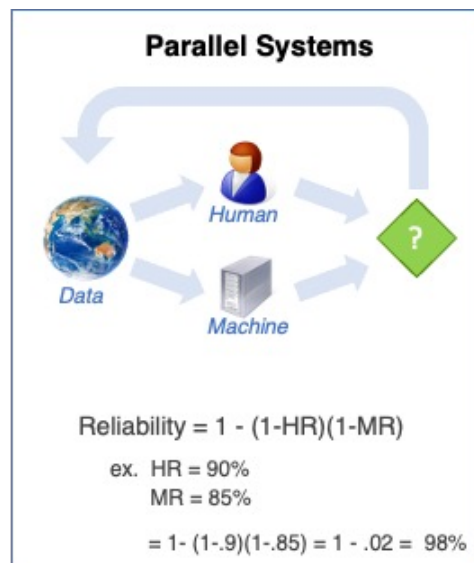 Parallel Systems
Human
?
Data
Machine
Reliability = 1 - (1-HR)(1-MR)
ex. HR = 90%
MR = 85%
= 1- (1-.9)(1-.85) = 1 - .02 = 98%